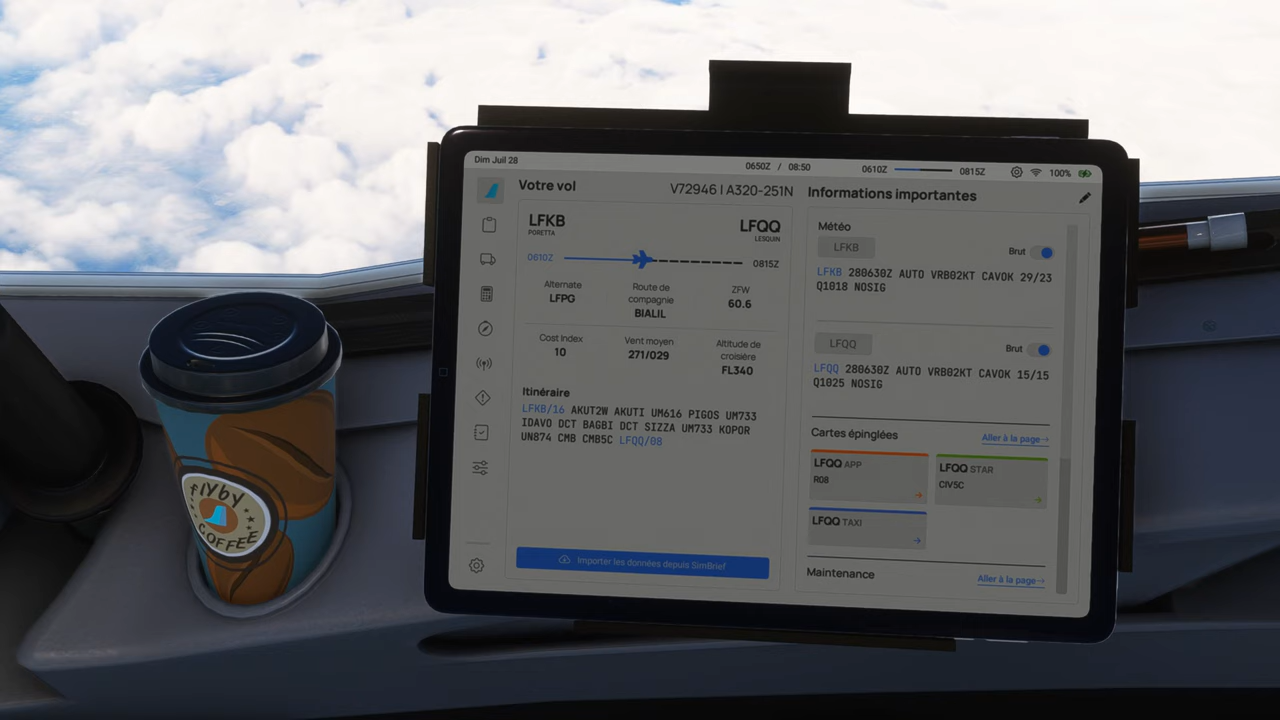 Dim Juil 28
0650Z / 08:50
0610Z
0815Z
100%
Votre vol
V72946 | A320-251N
LFKB
PORETTA
LFQQ
LESQUIN
0610Z
0815Z
Alternate
LFPG
Route de
compagnie
BIALIL
ZFW
60.6
Cost Index
10
Vent moyen
271/029
Altitude de
croisière
FL340
Itinéraire
LFKB/16 AKUT2W AKUTI UM616 PIGOS UM733
IDAVO DCT BAGBI DCT SIZZA UM733 KOPOR
UN874 CMB CMB5C LFQQ/08
Importer les données depuis SimBrief
Informations importantes
Météo
LFKB
Brut
LFKB 280630Z AUTO VRB02KT CAVOK 29/23
Q1018 NOSIG
LFQQ
Brut
LFQQ 280630Z AUTO VRB02KT CAVOK 15/15
Q1025 NOSIG
Cartes épinglées
Aller à la page
LFQQ APP
R08
LFQQ STAR
CIV5C
LFQQ TAXI
Maintenance
Aller à la page
flyby
COFFEE